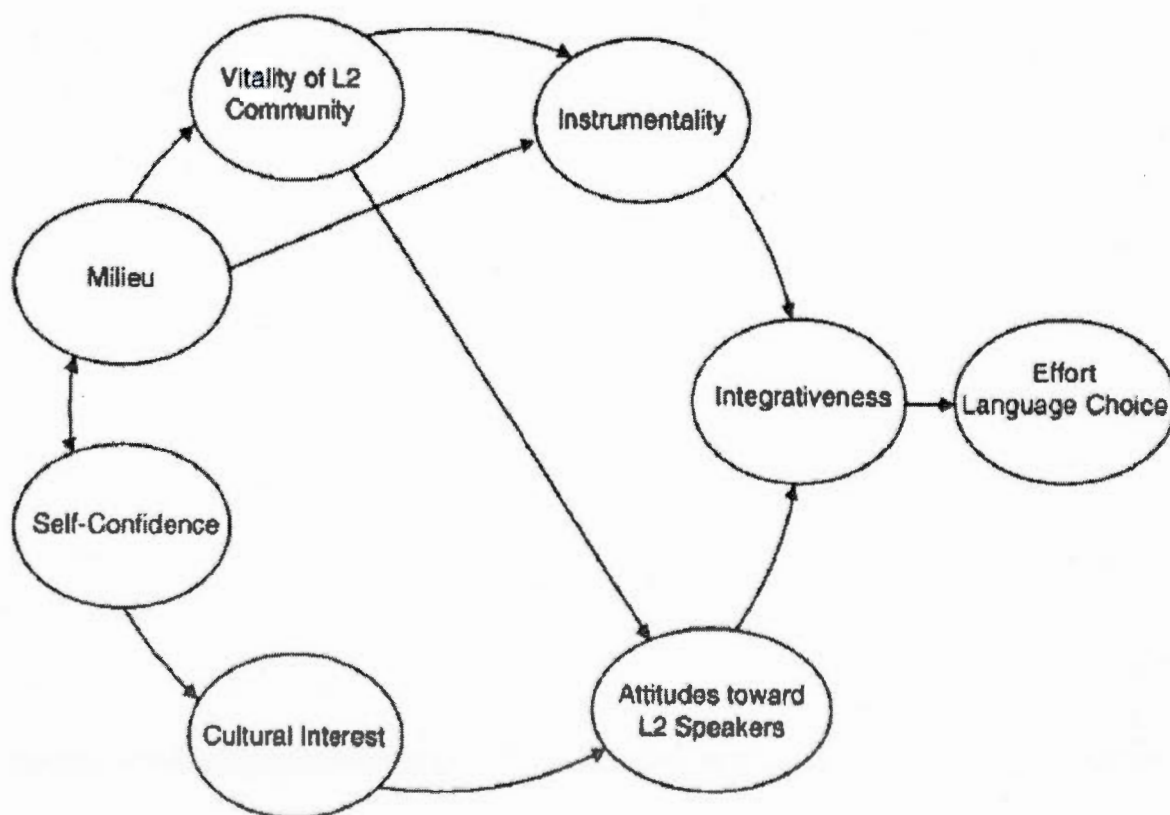 Vitality of L2
Community
Instrumentality
Milieu
Integrativeness
Effort
Language Choice
Self-Confidence
Cultural Interest
Attitudes toward
L2 Speakers